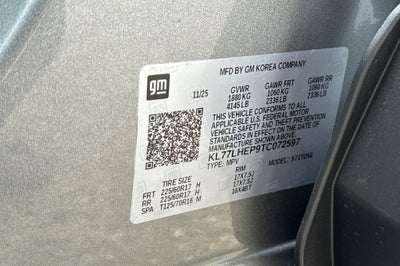 gm
MFD BY GM KOREA COMPANY
11/25
GVWR GAWR FRT GAWR RR
1880 KG 1060 KG 1060 KG
4145 LB 2336 LB 2336 LB
THIS VEHICLE CONFORMS TO ALL
APPLICABLE U.S. FEDERAL MOTOR
VEHICLE SAFETY
THEFT PREVENTION STANDARDS IN
EFFECT ON THE DATE OF
MANUFACTURE SHOWN ABOVE.
KL77LHEP9TC072597
TYPE: MPV
TIRE SIZE RIM
FRT 225/60R17 H 17X7.5J
RR 225/60R17 H 17X7.5J
SPA T125/70R16 M 16X4BT